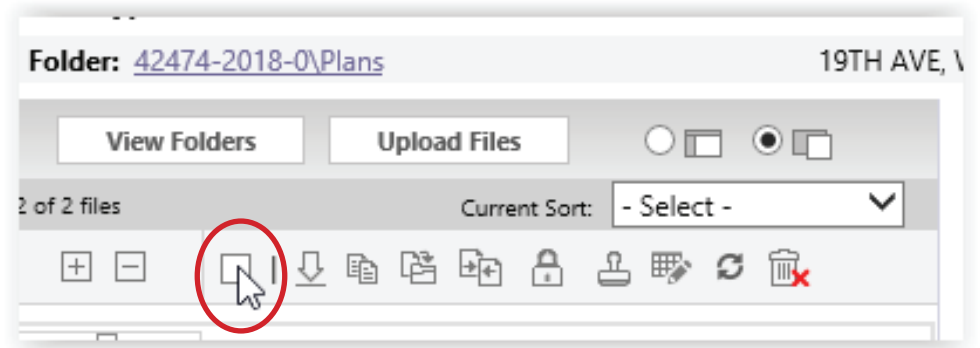 Folder: 42474-2018-0\Plans 19TH AVE,
View Folders Upload Files
2 of 2 files Current Sort: - Select -